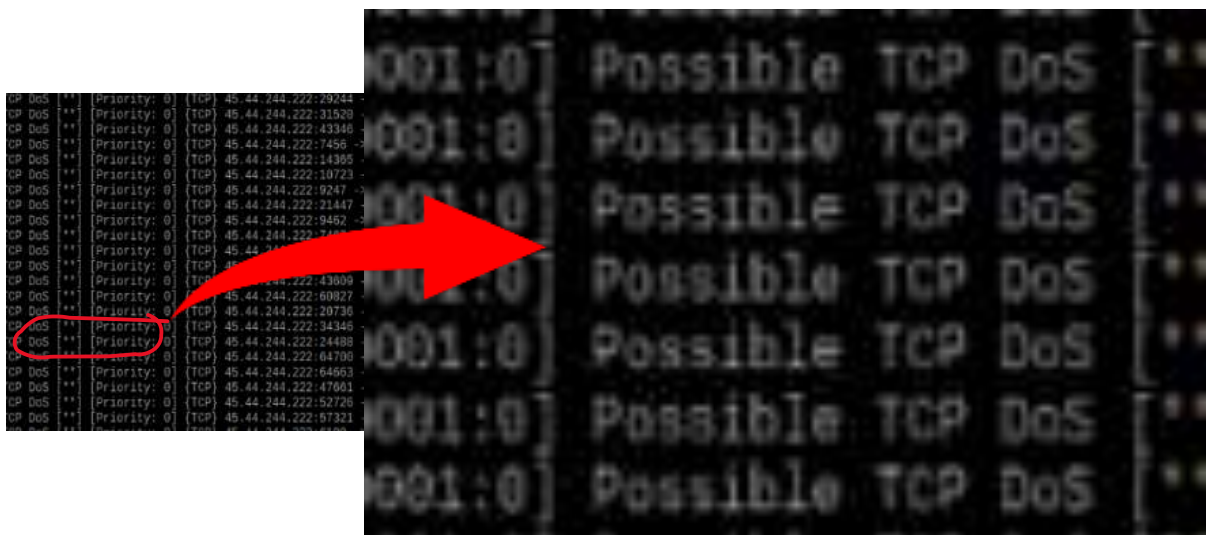 CP DoS [**] [Priority: 0] {TCP} 45.44.244.222:29244 -
CP DoS [**] [Priority: 0] {TCP} 45.44.244.222:31520 -
CP DoS [**] [Priority: 0] {TCP} 45.44.244.222:43346 -
CP DoS [**] [Priority: 0] {TCP} 45.44.244.222:7456 ->
CP DoS [**] [Priority: 0] {TCP} 45.44.244.222:14365 -
CP DoS [**] [Priority: 0] {TCP} 45.44.244.222:10723 -
CP DoS [**] [Priority: 0] {TCP} 45.44.244.222:9247 ->
CP DoS [**] [Priority: 0] {TCP} 45.44.244.222:21447 -
CP DoS [**] [Priority: 0] {TCP} 45.44.244.222:9462 ->
CP DoS [**] [Priority: 0] {TCP}
CP DoS [**] [Priority: 0] {TCP} 45.44
CP DoS [**] [Priority: 0] {TCP}
CP DoS [**] [Priority: 0] 44.244.222:43609 -
CP DoS [**] [Priority: 0] {TCP} 45.44.244.222:60827 -
CP DoS [**] [Priority: 0] {TCP} 45.44.244.222:20736 -
CP DoS [**] [Priority: 0] {TCP} 45.44.244.222:34346 -
CP DoS [**] [Priority: 0] {TCP} 45.44.244.222:24488 -
CP DoS [**] [Priority: 0] {TCP} 45.44.244.222:64700 -
CP DoS [**] [Priority: 0] {TCP} 45.44.244.222:64663 -
CP DoS [**] [Priority: 0] {TCP} 45.44.244.222:47661 -
CP DoS [**] [Priority: 0] {TCP} 45.44.244.222:52726 -
CP DoS [**] [Priority: 0] {TCP} 45.44.244.222:57321 -
0001:0] Possible TCP DoS [**
0001:0] Possible TCP DoS [**
0001:0] Possible TCP DoS [**
0001:0] Possible TCP DoS [**
0001:0] Possible TCP DoS [**
0001:0] Possible TCP DoS [**
0001:0] Possible TCP DoS [**